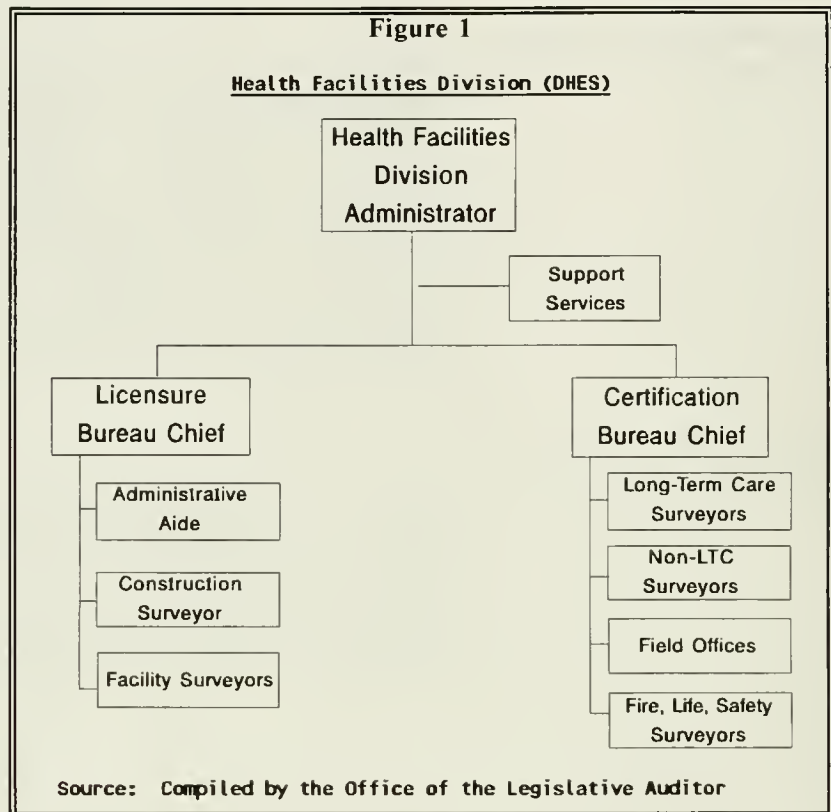 Figure 1
Health Facilities Division (DHES)
Health Facilities
Division
Administrator
Support
Services
Licensure
Bureau Chief
Administrative
Aide
Construction
Surveyor
Facility Surveyors
Certification
Bureau Chief
Long-Term Care
Surveyors
Non-LTC
Surveyors
Field Offices
Fire, Life, Safety
Surveyors
Source: Compiled by the Office of the Legislative Auditor